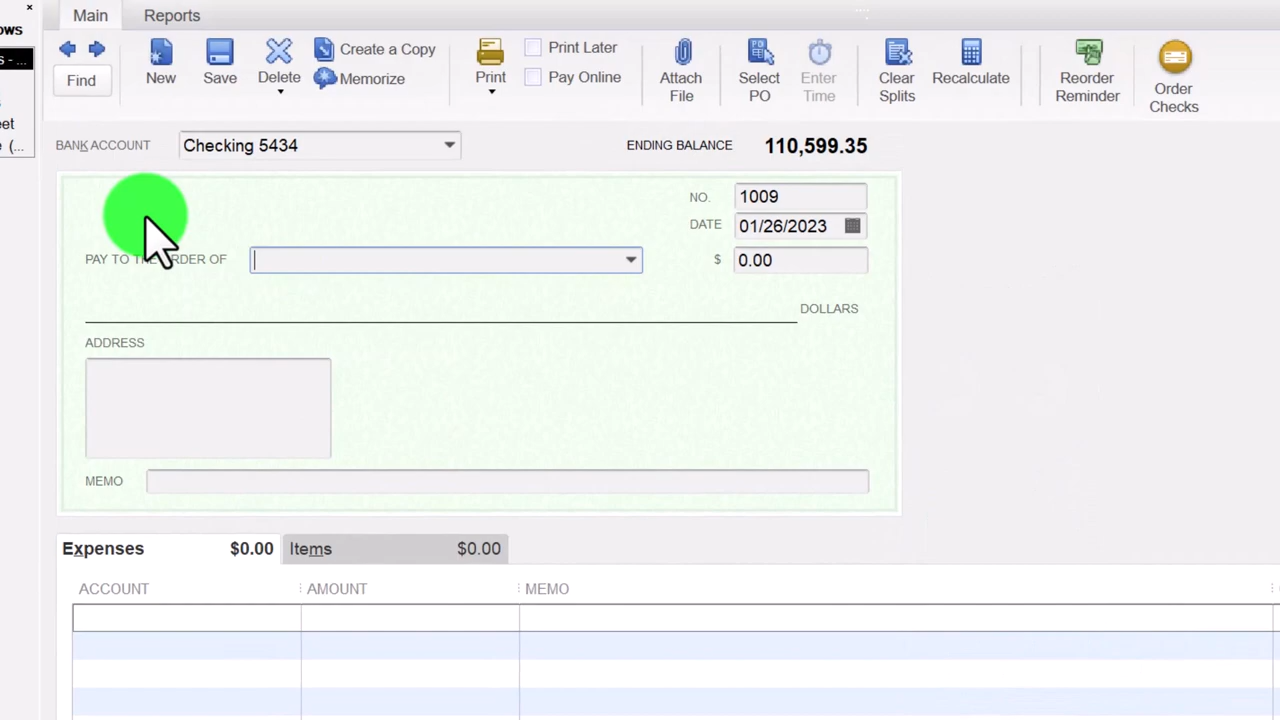 Main Reports
ows
s - ...
eet
e (...
Find
New
Save
Delete
Create a Copy
Memorize
Print
Print Later
Pay Online
Attach
File
Select
PO
Enter
Time
Clear
Splits
Recalculate
Reorder
Reminder
Order
Checks
BANK ACCOUNT Checking 5434 ENDING BALANCE 110,599.35
NO. 1009
DATE 01/26/2023
PAY TO THE ORDER OF $ 0.00
DOLLARS
ADDRESS
MEMO
Expenses $0.00 Items $0.00
ACCOUNT AMOUNT MEMO